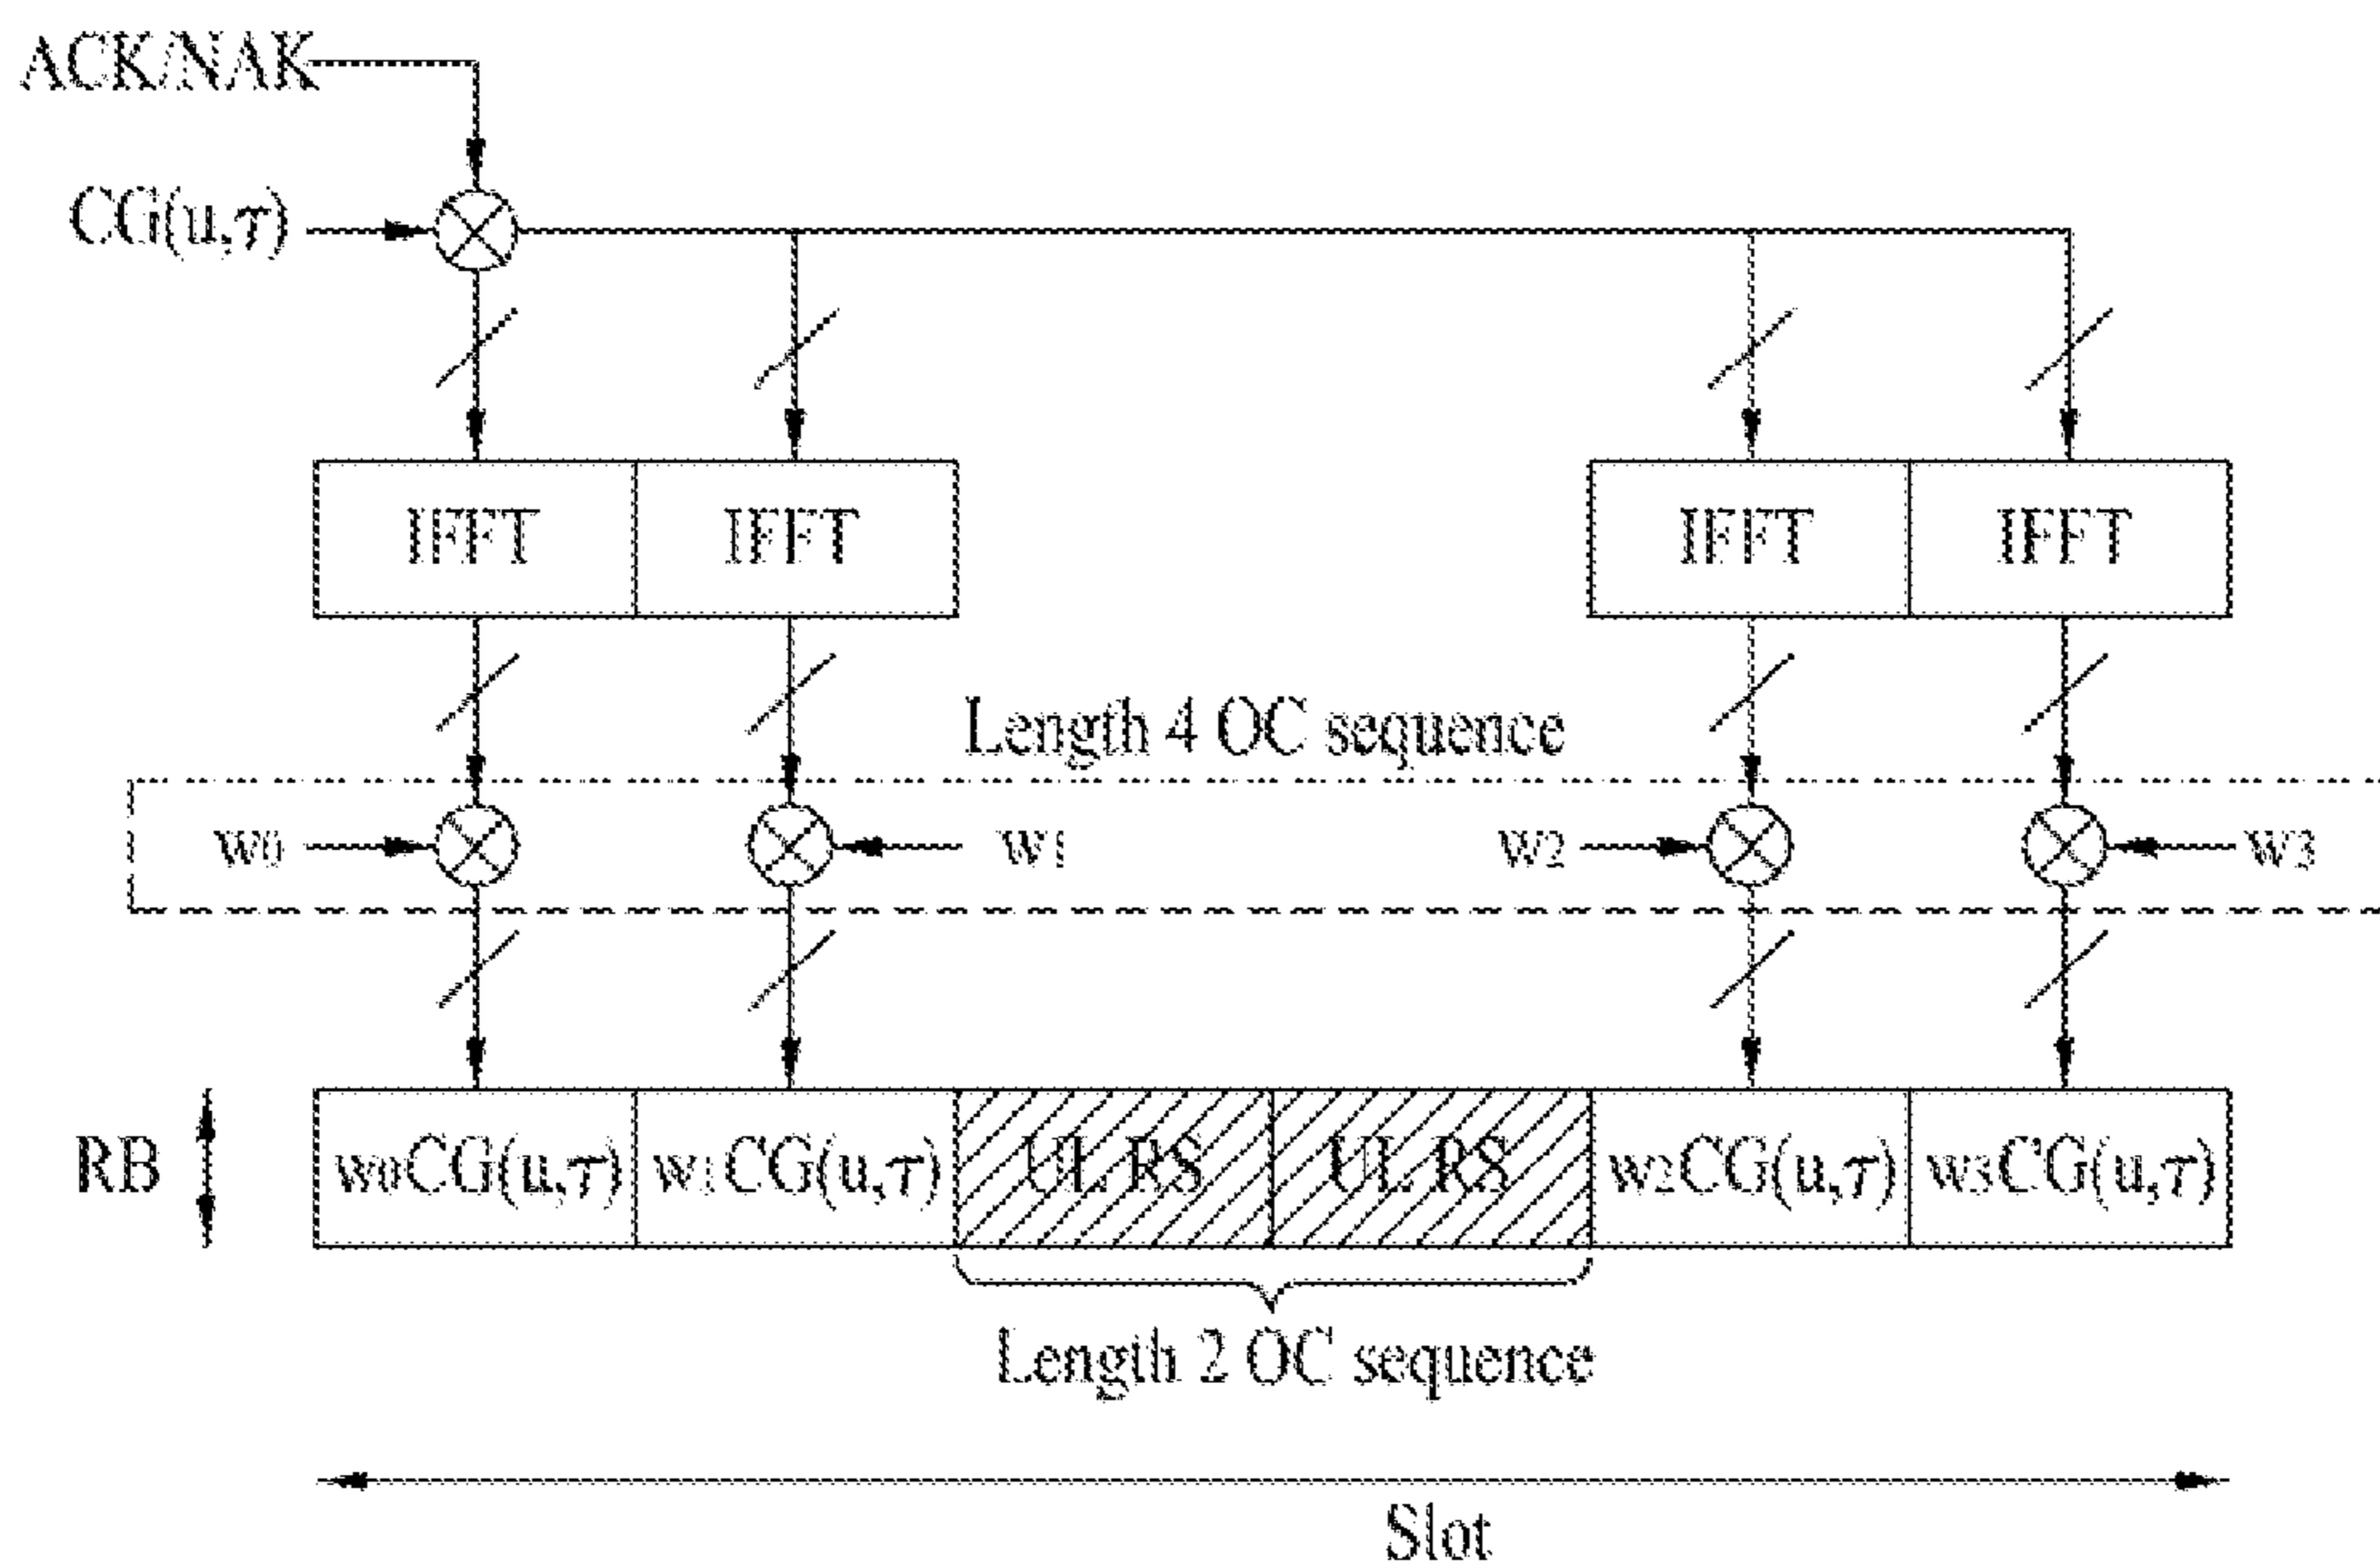 ACK/NAK
CG(u,τ)
IFFT IFFT IFFT IFFT
Length 4 OC sequence
w0 w1 w2 w3
RB w0CG(u,τ) w1CG(u,τ) UL RS UL RS w2CG(u,τ) w3CG(u,τ)
Length 2 OC sequence
Slot